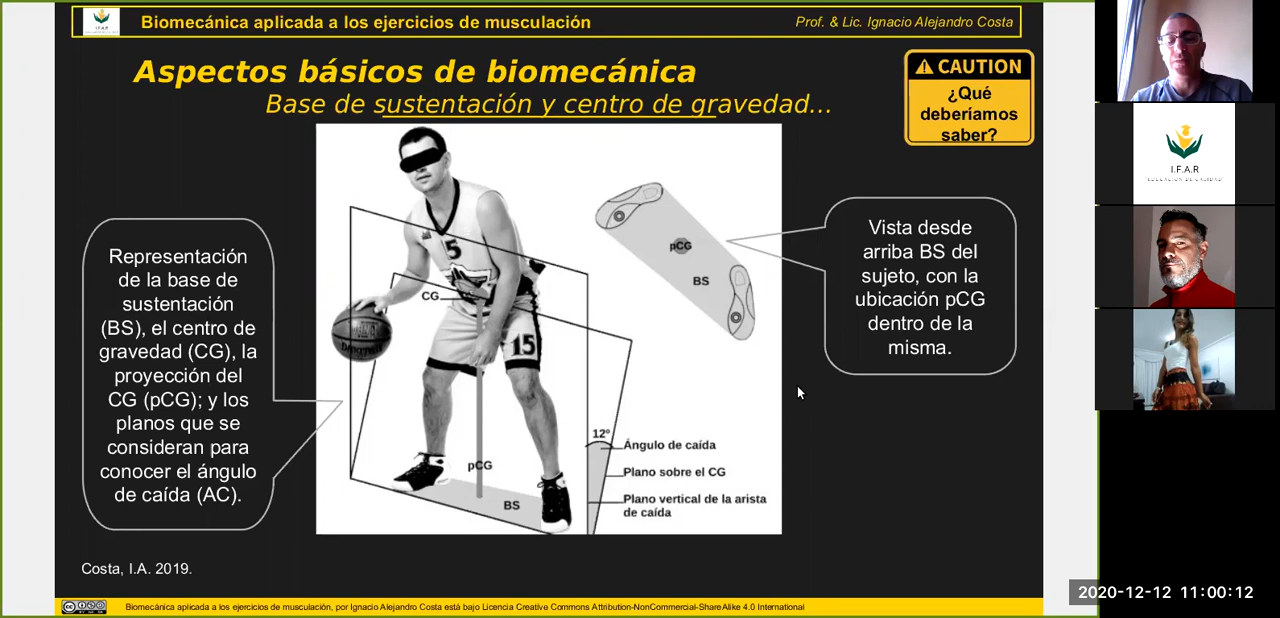 Biomecánica aplicada a los ejercicios de musculación
Prof. & Lic. Ignacio Alejandro Costa
I.F.A.R
Aspectos básicos de biomecánica
Base de sustentación y centro de gravedad...
CAUTION
¿Qué
deberíamos
saber?
Representación
de la base de
sustentación
(BS), el centro de
gravedad (CG), la
proyección del
CG (pCG); y los
planos que se
consideran para
conocer el ángulo
de caída (AC).
5
CG
15
pCG
BS
pCG
BS
12º
Ángulo de caída
Plano sobre el CG
Plano vertical de la arista
de caída
Vista desde
arriba BS del
sujeto, con la
ubicación pCG
dentro de la
misma.
Costa, I.A. 2019.
Biomecánica aplicada a los ejercicios de musculación, por Ignacio Alejandro Costa está bajo Licencia Creative Commons Attribution-NonCommercial-ShareAlike 4.0 International
I.F.A.R
2020-12-12 11:00:12